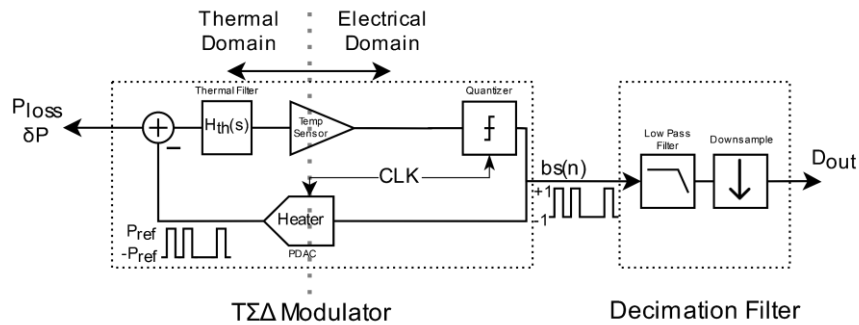 Thermal
Domain
Electrical
Domain
Thermal Filter
Quantizer
Ploss
δP
+
−
Hth(s)
Temp
Sensor
CLK
bs(n)
+1
-1
Low Pass
Filter
Downsample
Dout
Heater
PDAC
Pref
-Pref
TΣΔ Modulator
Decimation Filter